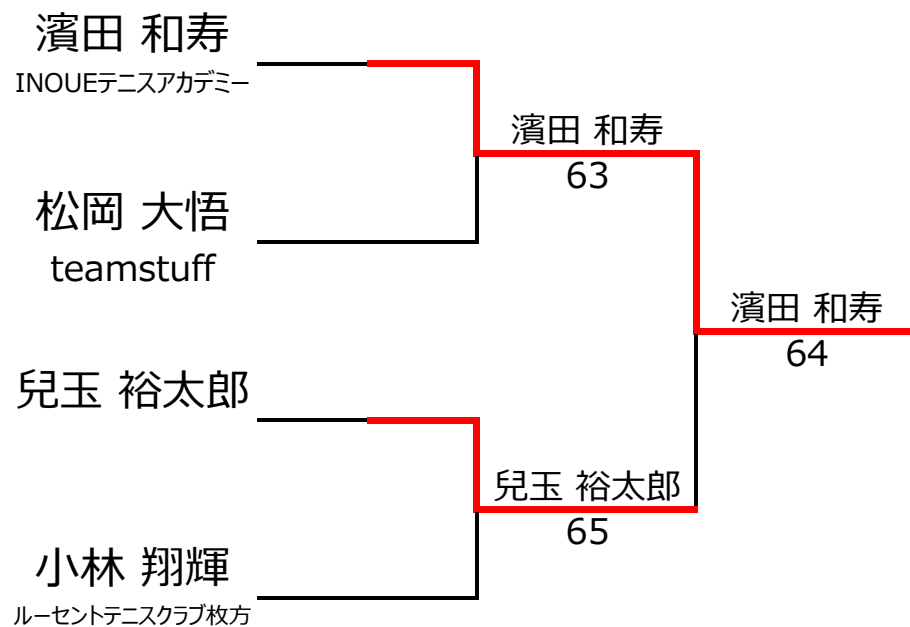 濱田 和寿
INOUEテニスアカデミー
濱田 和寿
63
松岡 大悟
teamstuff
濱田 和寿
64
兒玉 裕太郎
兒玉 裕太郎
65
小林 翔輝
ルーセントテニスクラブ枚方